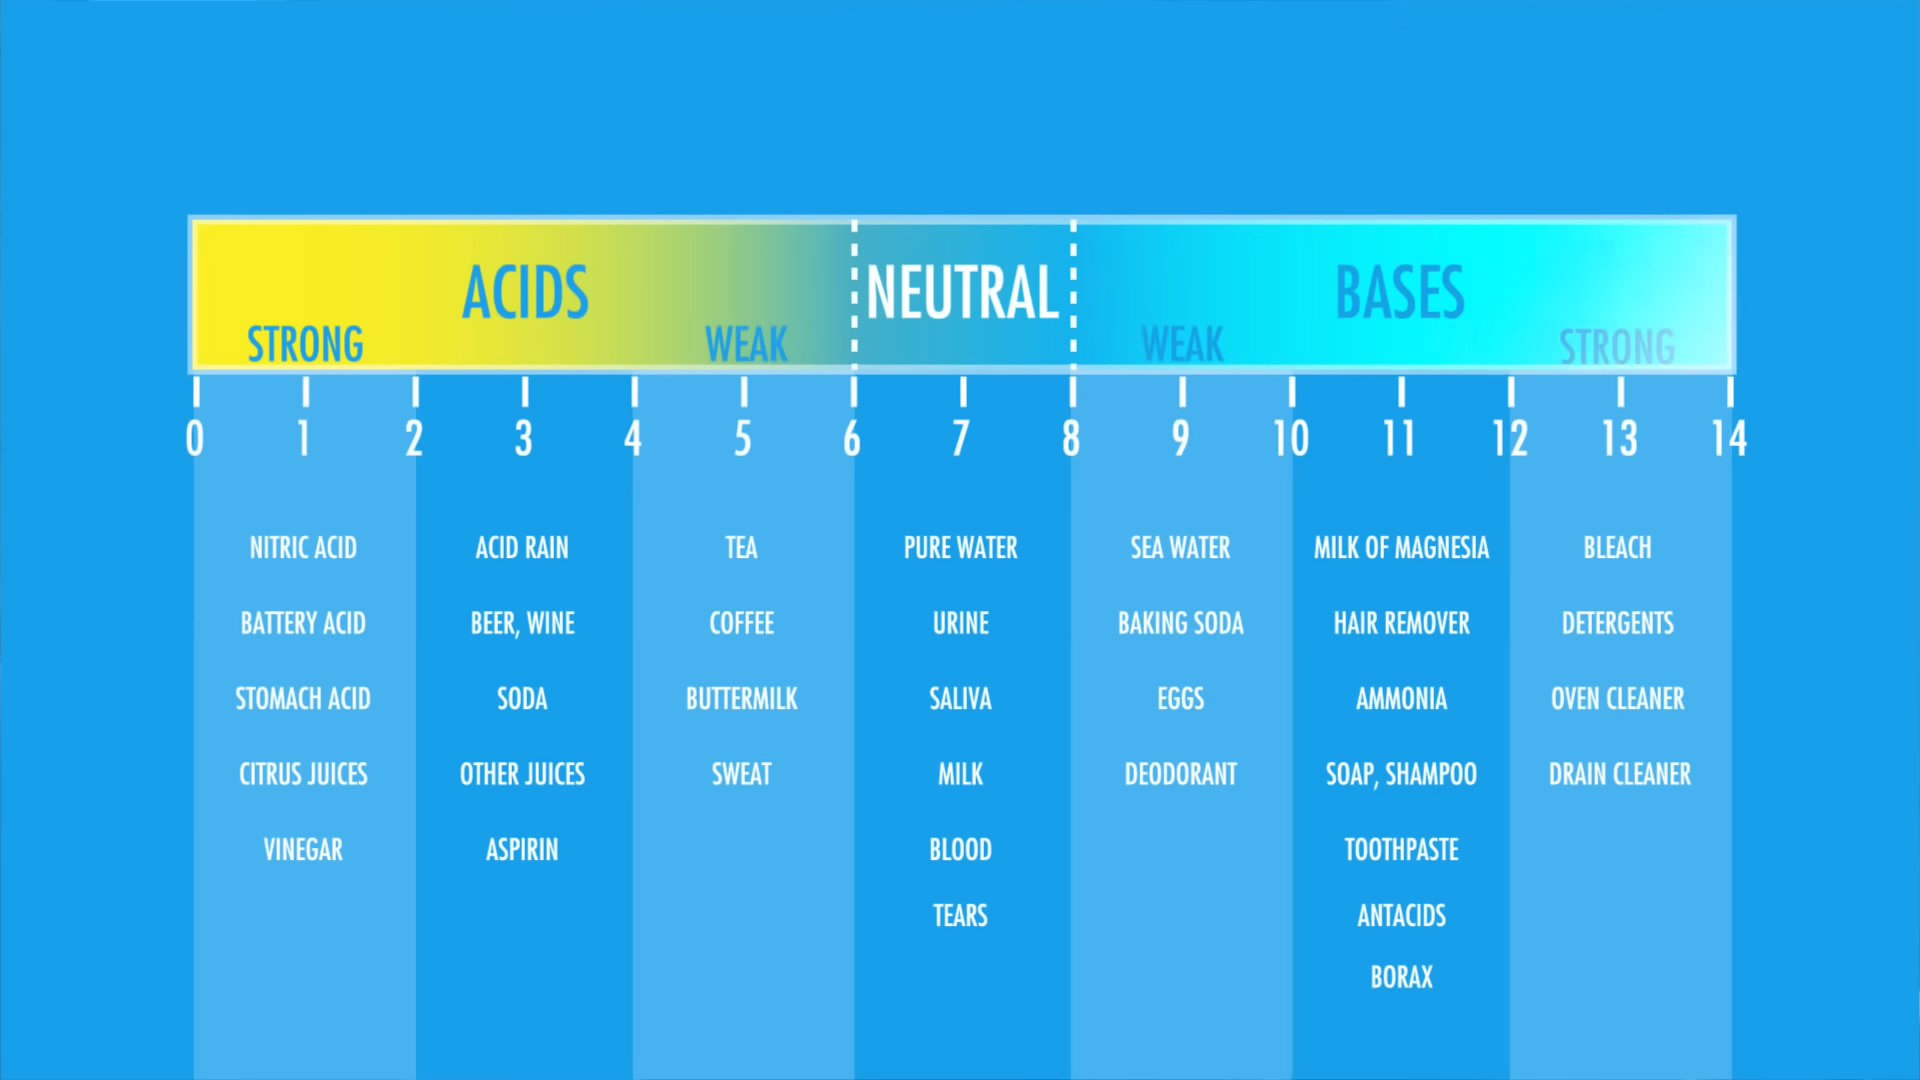 ACIDS
NEUTRAL
BASES
STRONG
WEAK
WEAK
STRONG
0 1 2 3 4 5 6 7 8 9 10 11 12 13 14
NITRIC ACID
BATTERY ACID
STOMACH ACID
CITRUS JUICES
VINEGAR
ACID RAIN
BEER, WINE
SODA
OTHER JUICES
ASPIRIN
TEA
COFFEE
BUTTERMILK
SWEAT
PURE WATER
URINE
SALIVA
MILK
BLOOD
TEARS
SEA WATER
BAKING SODA
EGGS
DEODORANT
MILK OF MAGNESIA
HAIR REMOVER
AMMONIA
SOAP, SHAMPOO
TOOTHPASTE
ANTACIDS
BORAX
BLEACH
DETERGENTS
OVEN CLEANER
DRAIN CLEANER